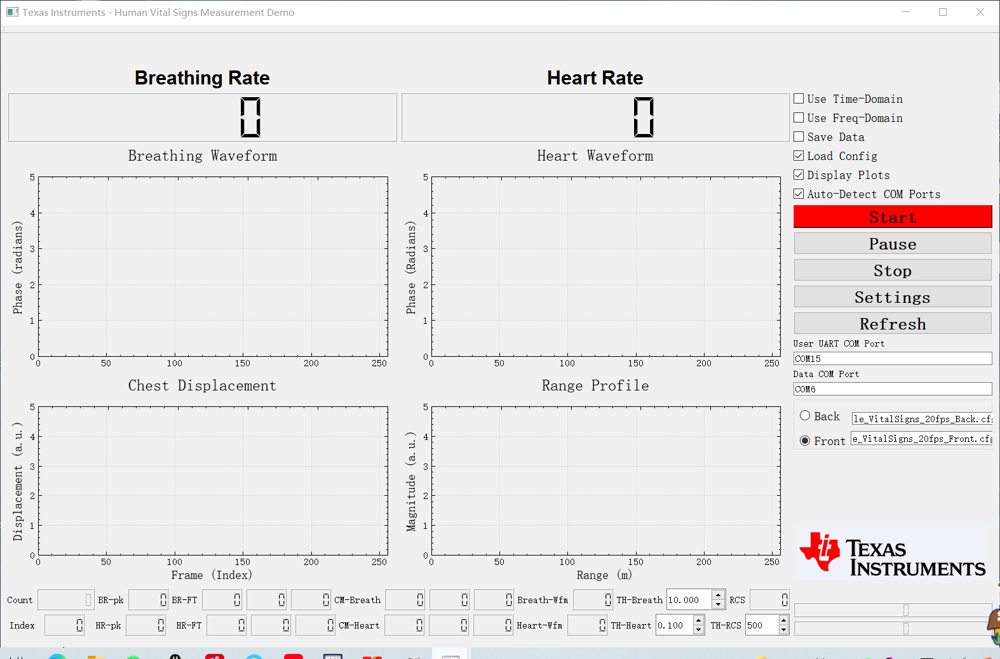 Texas Instruments - Human Vital Signs Measurement Demo
Breathing Rate
Heart Rate
0
0
Use Time-Domain
Use Freq-Domain
Save Data
Load Config
Display Plots
Auto-Detect COM Ports
Start
Pause
Stop
Settings
Refresh
User UART COM Port
COM15
Data COM Port
COM6
Back le_VitalSigns_20fps_Back.cfg
Front e_VitalSigns_20fps_Front.cfg
Breathing Waveform
Phase (radians)
5
4
3
2
1
0
0 50 100 150 200 250
Heart Waveform
Phase (Radians)
5
4
3
2
1
0
0 50 100 150 200 250
Chest Displacement
Displacement (a.u.)
5
4
3
2
1
0
0 50 100 150 200 250
Frame (Index)
Range Profile
Magnitude (a.u.)
5
4
3
2
1
0
0 50 100 150 200 250
Range (m)
TEXAS
INSTRUMENTS
Count 0 BR-pk 0 BR-FT 0 0 0 CM-Breath 0 0 0 Breath-Wfm 0 TH-Breath 10.000 RCS 0
0
Index 0 HR-pk 0 HR-FT 0 0 0 CM-Heart 0 0 0 Heart-Wfm 0 TH-Heart 0.100 TH-RCS 500
0